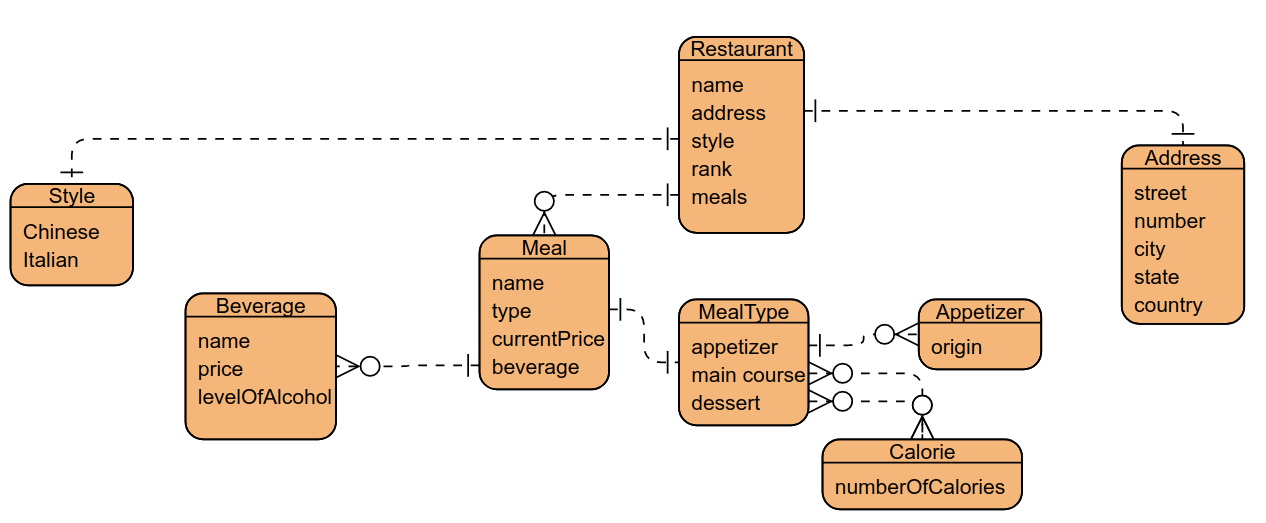 Restaurant
name
address
style
rank
meals
Address
street
number
city
state
country
Style
Chinese
Italian
Meal
name
type
currentPrice
beverage
Beverage
name
price
levelOfAlcohol
MealType
appetizer
main course
dessert
Appetizer
origin
Calorie
numberOfCalories